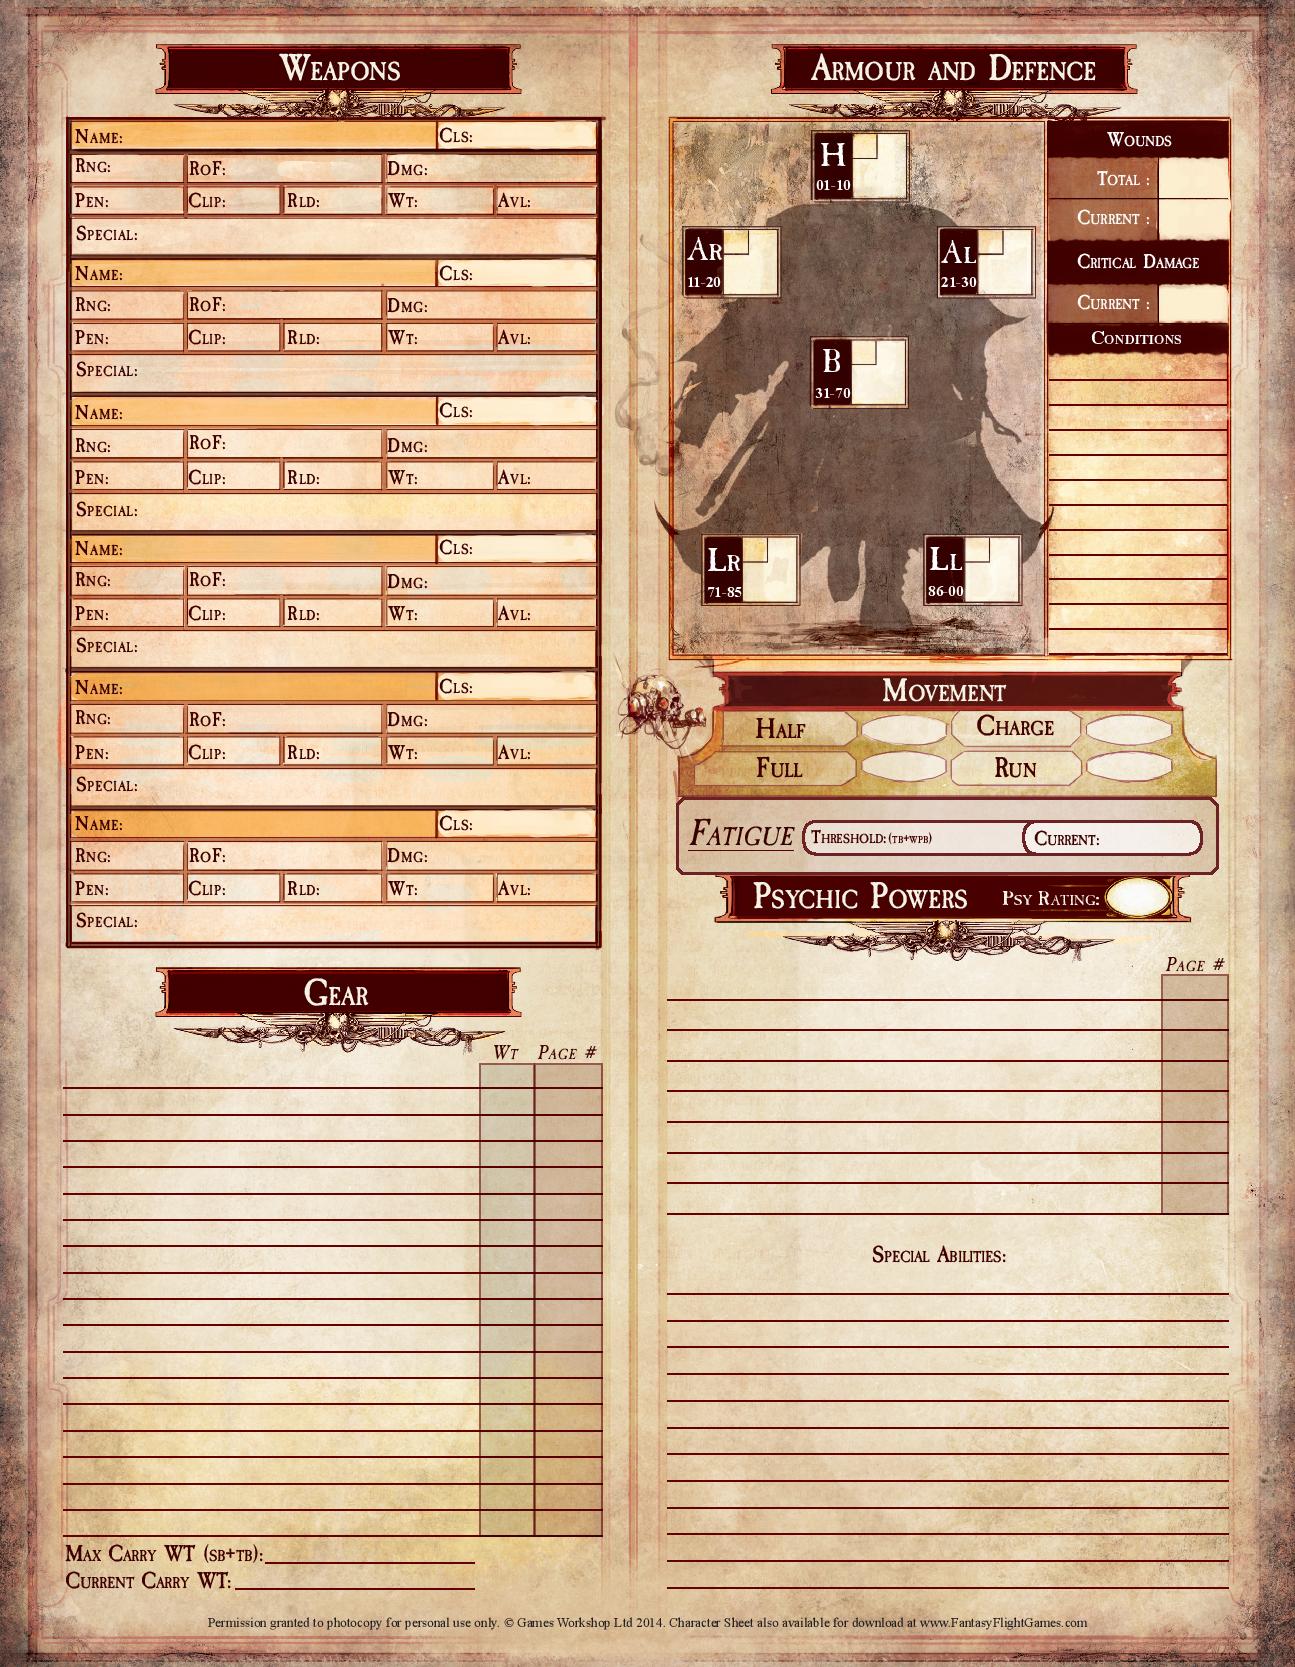 Weapons
Name: Cls:
Rng: RoF: Dmg:
Pen: Clip: Rld: Wt: Avl:
Special:
Name: Cls:
Rng: RoF: Dmg:
Pen: Clip: Rld: Wt: Avl:
Special:
Name: Cls:
Rng: RoF: Dmg:
Pen: Clip: Rld: Wt: Avl:
Special:
Name: Cls:
Rng: RoF: Dmg:
Pen: Clip: Rld: Wt: Avl:
Special:
Name: Cls:
Rng: RoF: Dmg:
Pen: Clip: Rld: Wt: Avl:
Special:
Name: Cls:
Rng: RoF: Dmg:
Pen: Clip: Rld: Wt: Avl:
Special:
Gear
Wt Page #
Max Carry WT (sb+tb):
Current Carry WT:
Armour and Defence
H
01-10
Ar
11-20
Al
21-30
B
31-70
Lr
71-85
Ll
86-00
Wounds
Total :
Current :
Critical Damage
Current :
Conditions
Movement
Half Charge
Full Run
Fatigue Threshold: (tb+wpb) Current:
Psychic Powers Psy Rating:
Page #
Special Abilities:
Permission granted to photocopy for personal use only. © Games Workshop Ltd 2014. Character Sheet also available for download at www.FantasyFlightGames.com